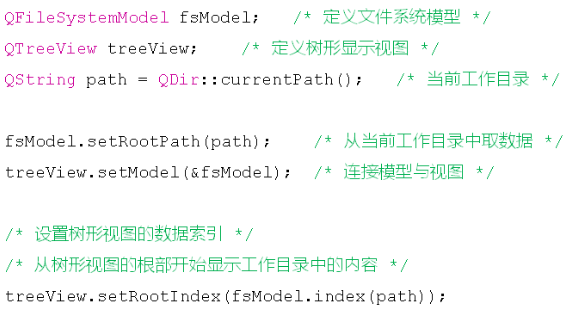 QFileSystemModel fsModel;   /* 定义文件系统模型 */
QTreeView treeView;    /* 定义树形显示视图 */
QString path = QDir::currentPath();   /* 当前工作目录 */
fsModel.setRootPath(path);    /* 从当前工作目录中取数据 */
treeView.setModel(&fsModel);  /* 连接模型与视图 */
/* 设置树形视图的数据索引 */
/* 从树形视图的根部开始显示工作目录中的内容 */
treeView.setRootIndex(fsModel.index(path));